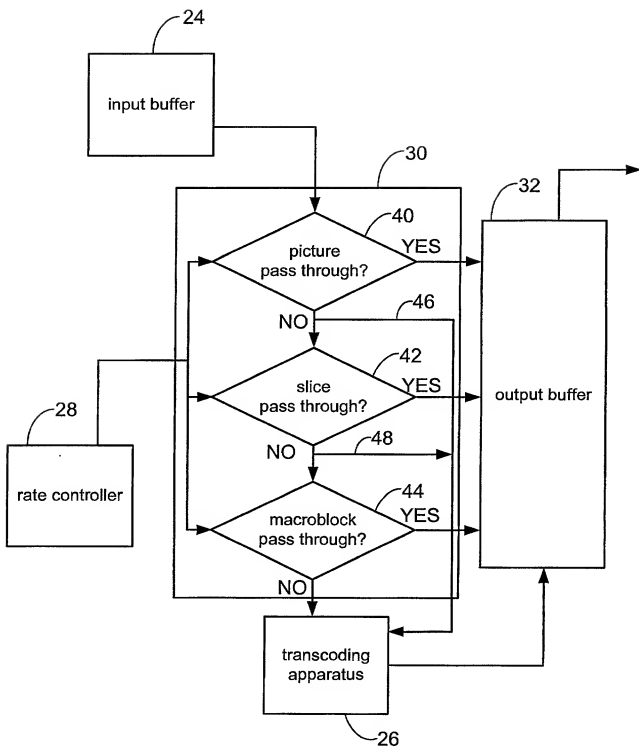 24
input buffer
30
32
40
picture
pass through?
YES
NO
46
42
slice
pass through?
YES
output buffer
28
rate controller
NO
48
44
macroblock
pass through?
YES
NO
transcoding
apparatus
26